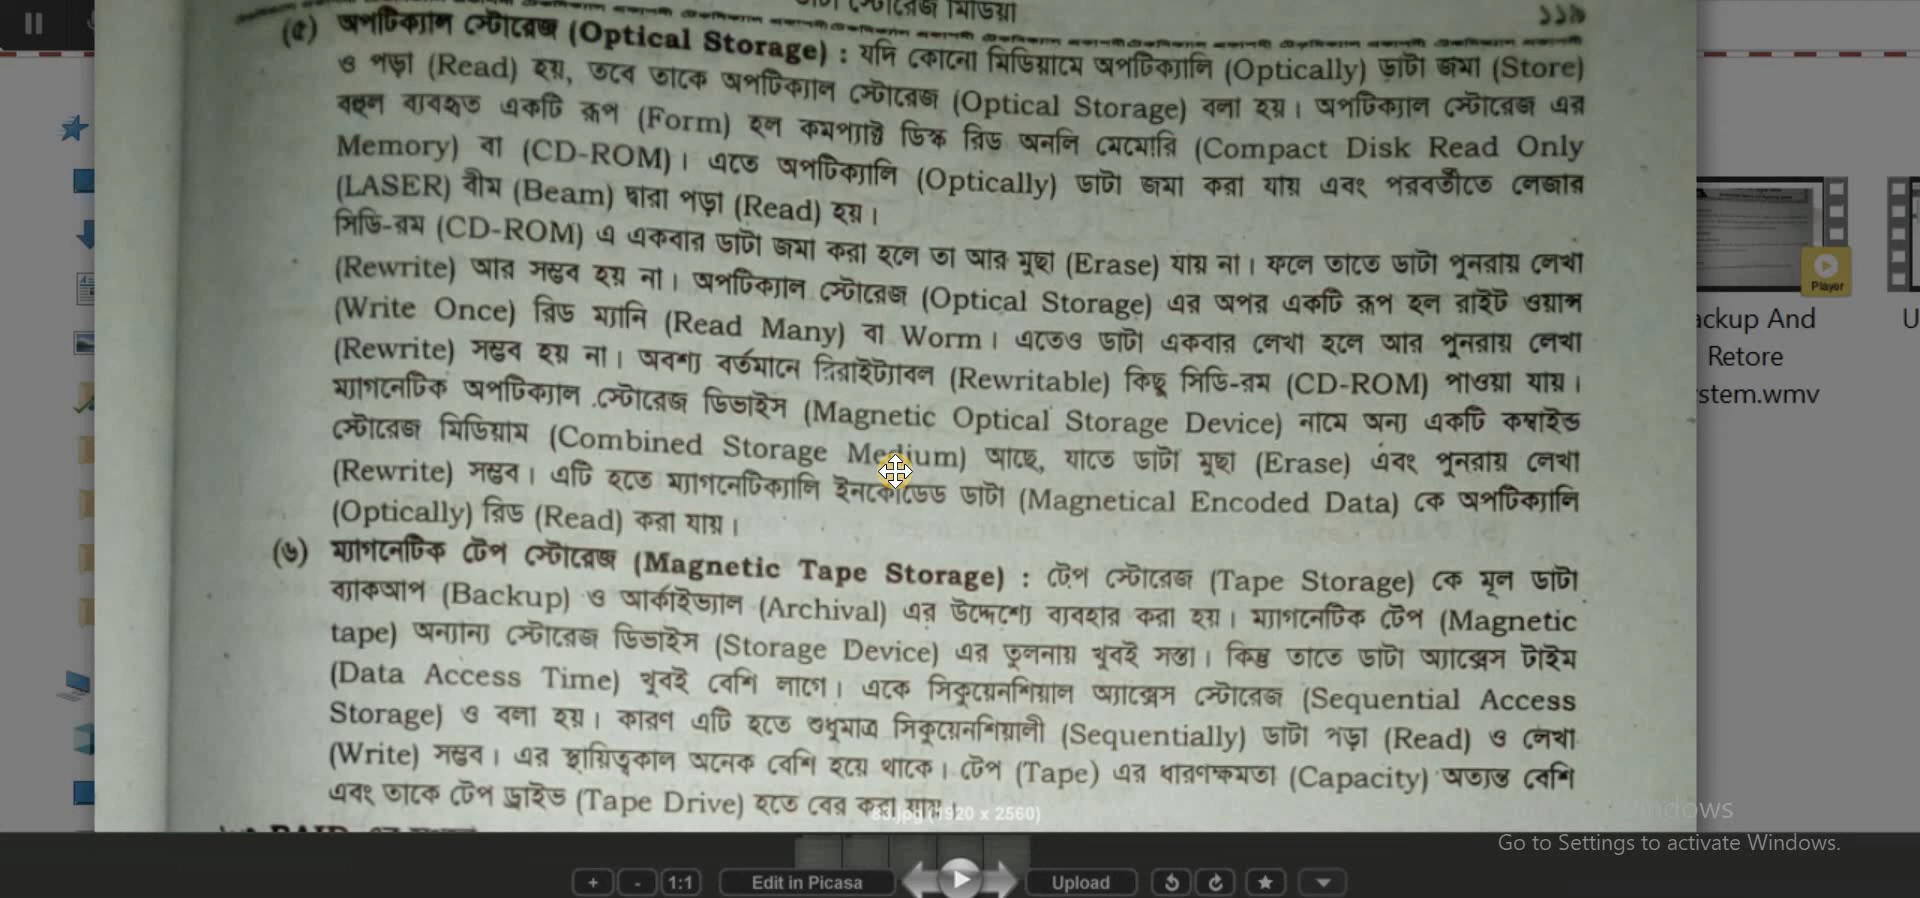 স্টোরেজ মিডিয়া
১১৯
(৫) অপটিক্যাল স্টোরেজ (Optical Storage) : যদি কোনো মিডিয়ামে অপটিক্যালি (Optically) ডাটা জমা (Store)
ও পড়া (Read) হয়, তবে তাকে অপটিক্যাল স্টোরেজ (Optical Storage) বলা হয়। অপটিক্যাল স্টোরেজ এর
বহুল ব্যবহৃত একটি রূপ (Form) হল কমপ্যাক্ট ডিস্ক রিড অনলি মেমোরি (Compact Disk Read Only
Memory) বা (CD-ROM)। এতে অপটিক্যালি (Optically) ডাটা জমা করা যায় এবং পরবর্তীতে লেজার
(LASER) বীম (Beam) দ্বারা পড়া (Read) হয়।
সিডি-রম (CD-ROM) এ একবার ডাটা জমা করা হলে তা আর মুছা (Erase) যায় না। ফলে তাতে ডাটা পুনরায় লেখা
(Rewrite) আর সম্ভব হয় না। অপটিক্যাল স্টোরেজ (Optical Storage) এর অপর একটি রূপ হল রাইট ওয়ান্স
(Write Once) রিড ম্যানি (Read Many) বা Worm। এতেও ডাটা একবার লেখা হলে আর পুনরায় লেখা
(Rewrite) সম্ভব হয় না। অবশ্য বর্তমানে রিরাইট্যাবল (Rewritable) কিছু সিডি-রম (CD-ROM) পাওয়া যায়।
ম্যাগনেটিক অপটিক্যাল স্টোরেজ ডিভাইস (Magnetic Optical Storage Device) নামে অন্য একটি কম্বাইন্ড
স্টোরেজ মিডিয়াম (Combined Storage Medium) আছে, যাতে ডাটা মুছা (Erase) এবং পুনরায় লেখা
(Rewrite) সম্ভব। এটি হতে ম্যাগনেটিক্যালি ইনকোডেড ডাটা (Magnetical Encoded Data) কে অপটিক্যালি
(Optically) রিড (Read) করা যায়।
(৬) ম্যাগনেটিক টেপ স্টোরেজ (Magnetic Tape Storage) : টেপ স্টোরেজ (Tape Storage) কে মূল ডাটা
ব্যাকআপ (Backup) ও আর্কাইভ্যাল (Archival) এর উদ্দেশ্যে ব্যবহার করা হয়। ম্যাগনেটিক টেপ (Magnetic
tape) অন্যান্য স্টোরেজ ডিভাইস (Storage Device) এর তুলনায় খুবই সস্তা। কিন্তু তাতে ডাটা অ্যাক্সেস টাইম
(Data Access Time) খুবই বেশি লাগে। একে সিকুয়েনশিয়াল অ্যাক্সেস স্টোরেজ (Sequential Access
Storage) ও বলা হয়। কারণ এটি হতে শুধুমাত্র সিকুয়েনশিয়ালী (Sequentially) ডাটা পড়া (Read) ও লেখা
(Write) সম্ভব। এর স্থায়িত্বকাল অনেক বেশি হয়ে থাকে। টেপ (Tape) এর ধারণক্ষমতা (Capacity) অত্যন্ত বেশি
এবং তাকে টেপ ড্রাইভ (Tape Drive) হতে বের করা যায়।
83.jpg (1920 x 2560)
Player
ackup And
Retore
stem.wmv
U
Go to Settings to activate Windows.
+ - 1:1 Edit in Picasa Upload